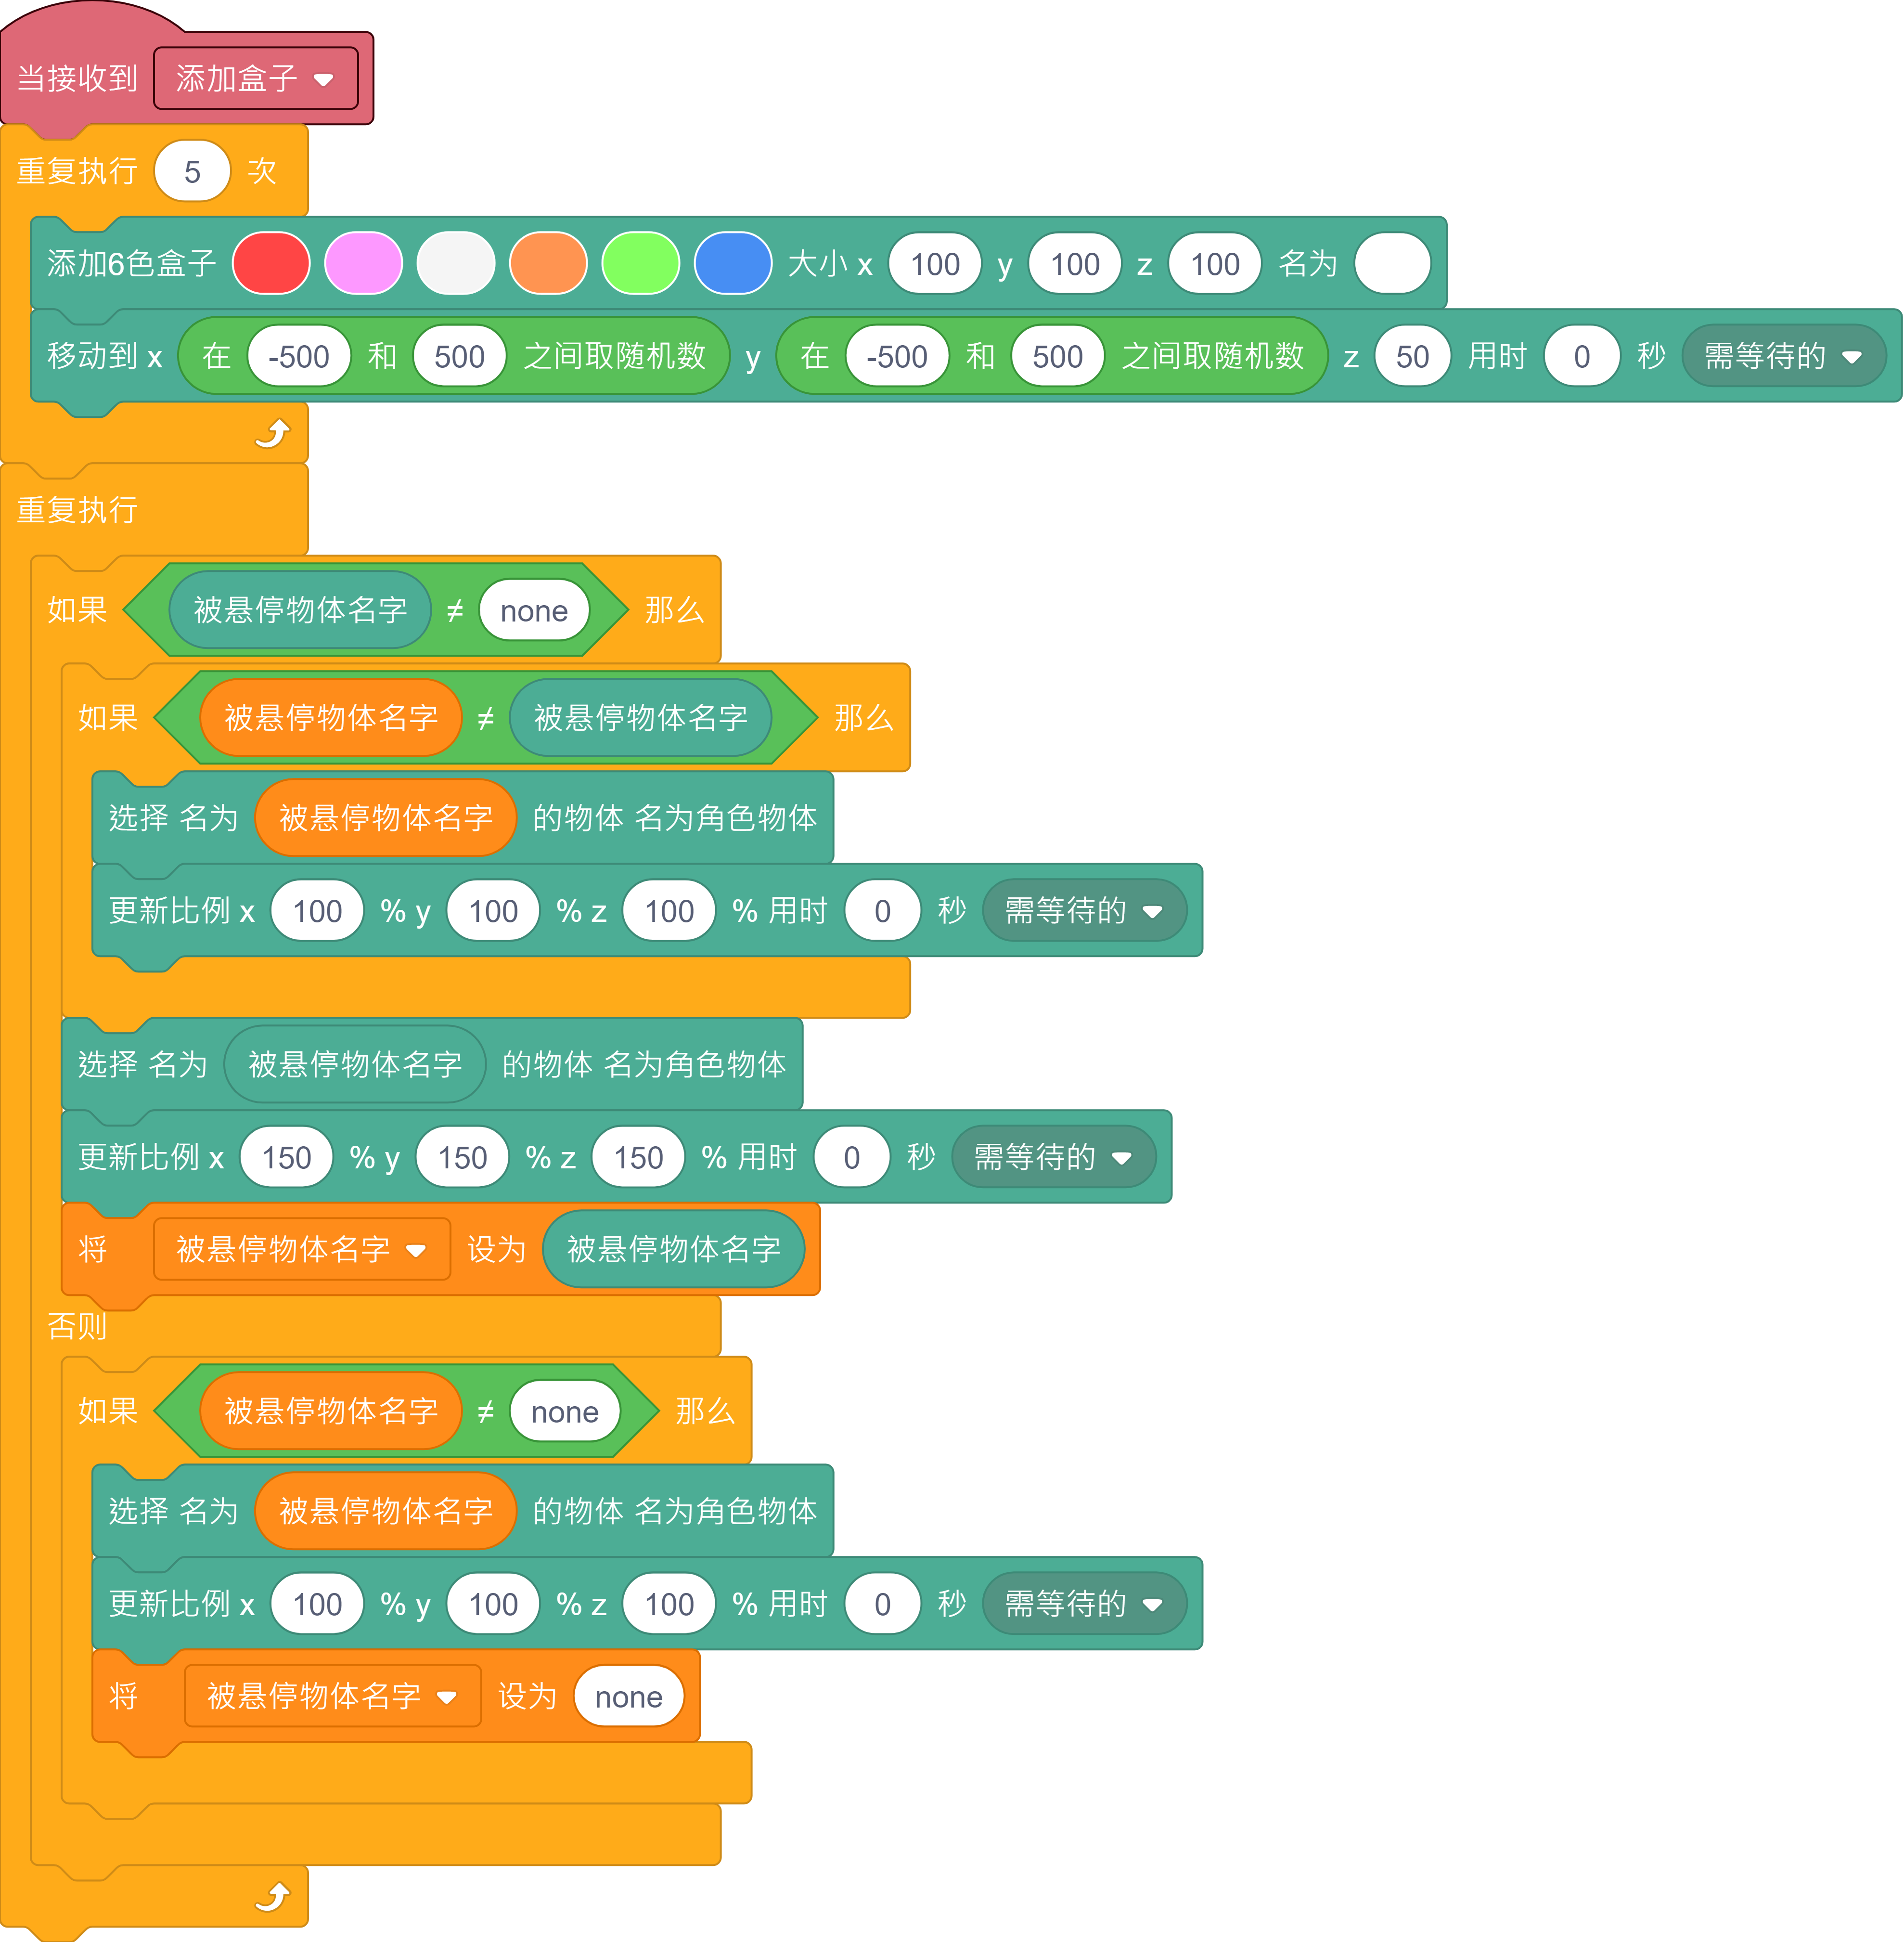 当接收到 添加盒子
重复执行 5 次
添加6色盒子 大小 x 100 y 100 z 100 名为
移动到 x 在 -500 和 500 之间取随机数 y 在 -500 和 500 之间取随机数 z 50 用时 0 秒 需等待的
重复执行
如果 被悬停物体名字 ≠ none 那么
如果 被悬停物体名字 ≠ 被悬停物体名字 那么
选择 名为 被悬停物体名字 的物体 名为角色物体
更新比例 x 100 % y 100 % z 100 % 用时 0 秒 需等待的
选择 名为 被悬停物体名字 的物体 名为角色物体
更新比例 x 150 % y 150 % z 150 % 用时 0 秒 需等待的
将 被悬停物体名字 设为 被悬停物体名字
否则
如果 被悬停物体名字 ≠ none 那么
选择 名为 被悬停物体名字 的物体 名为角色物体
更新比例 x 100 % y 100 % z 100 % 用时 0 秒 需等待的
将 被悬停物体名字 设为 none